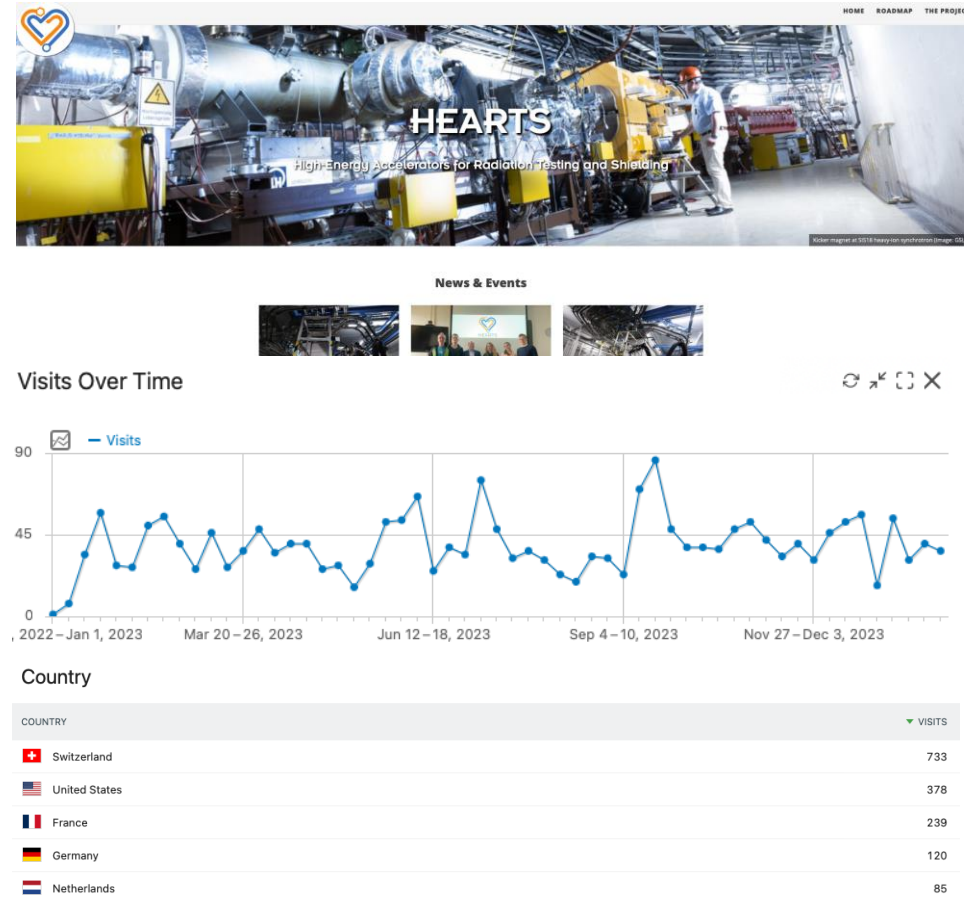 HOME ROADMAP THE PROJEC
HEARTS
High-Energy Accelerators for Radiation Testing and Shielding
Kicker magnet at SIS18 heavy-ion synchrotron (Image: GSI
News & Events
HEARTS
Visits Over Time
Visits
90
45
0
, 2022 – Jan 1, 2023 Mar 20 – 26, 2023 Jun 12 – 18, 2023 Sep 4 – 10, 2023 Nov 27 – Dec 3, 2023
Country
COUNTRY VISITS
Switzerland 733
United States 378
France 239
Germany 120
Netherlands 85